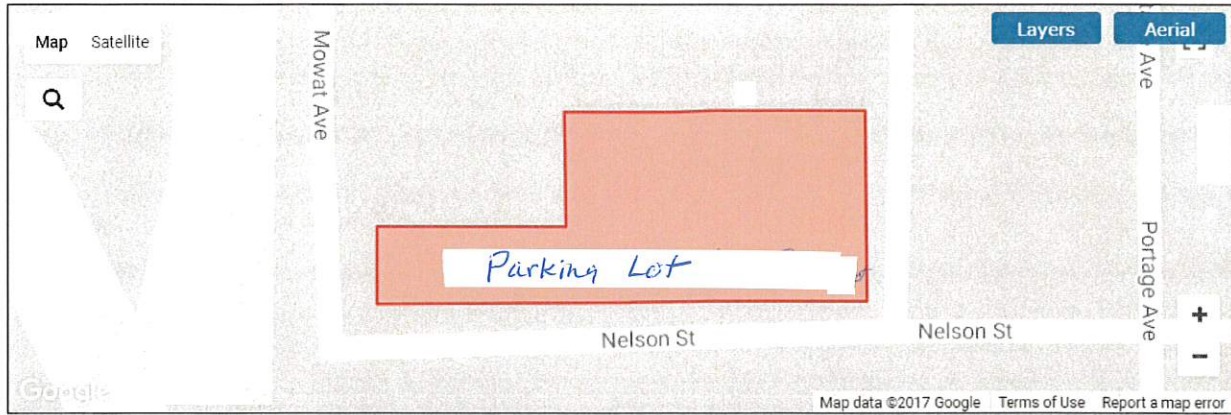 Map Satellite
Layers
Aerial
Mowat Ave
Ave
Portage Ave
Parking Lot
Nelson St
Nelson St
+
−
Google
Map data ©2017 Google Terms of Use Report a map error